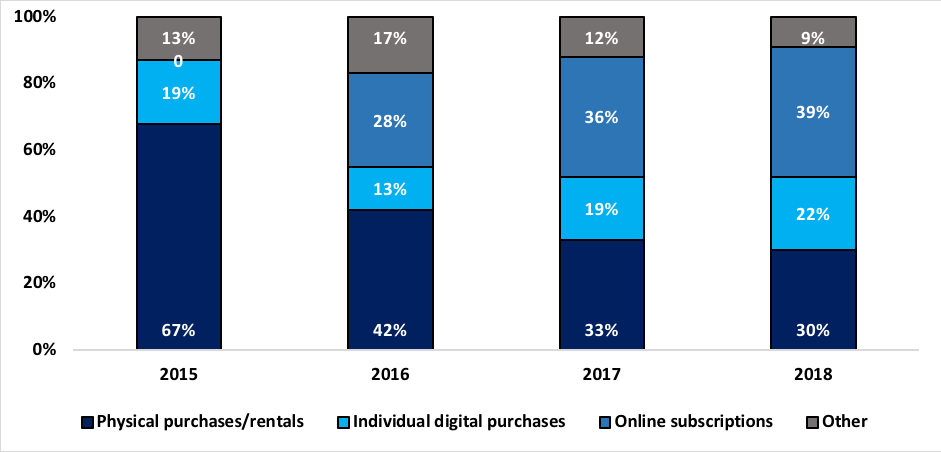 100%
80%
60%
40%
20%
0%
13% 17% 12% 9%
0
19% 28% 36% 39%
13% 19% 22%
67% 42% 33% 30%
2015 2016 2017 2018
Physical purchases/rentals Individual digital purchases Online subscriptions Other